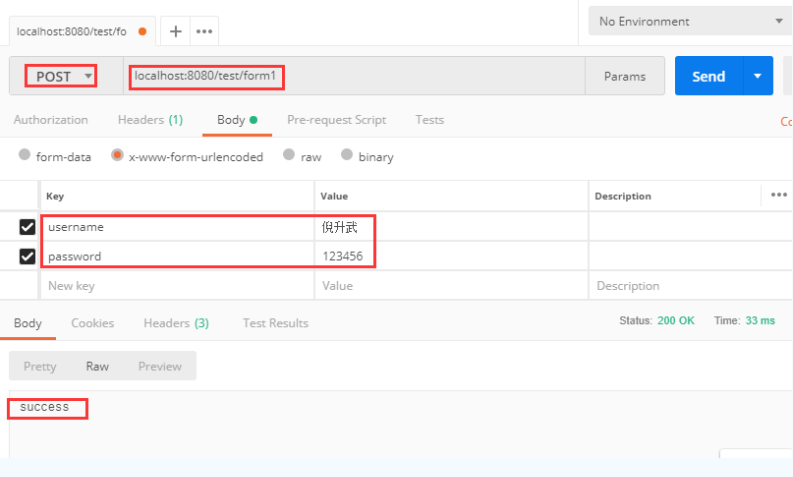 localhost:8080/test/fo + ••• No Environment
POST localhost:8080/test/form1 Params Send
Authorization Headers (1) Body Pre-request Script Tests
form-data x-www-form-urlencoded raw binary
Key Value Description •••
username 倪升武
password 123456
New key Value Description
Body Cookies Headers (3) Test Results Status: 200 OK Time: 33 ms
Pretty Raw Preview
success